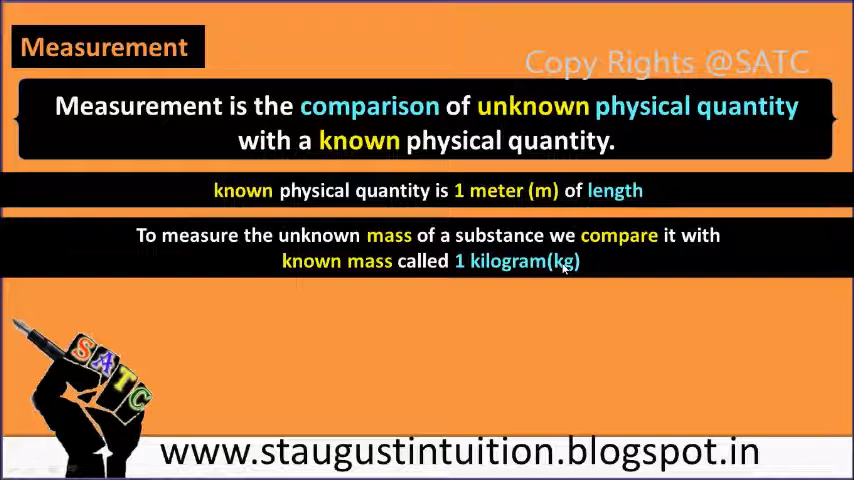 Measurement
Copy Rights @SATC
Measurement is the comparison of unknown physical quantity
with a known physical quantity.
known physical quantity is 1 meter (m) of length
To measure the unknown mass of a substance we compare it with
known mass called 1 kilogram(kg)
SATC
www.staugustintuition.blogspot.in